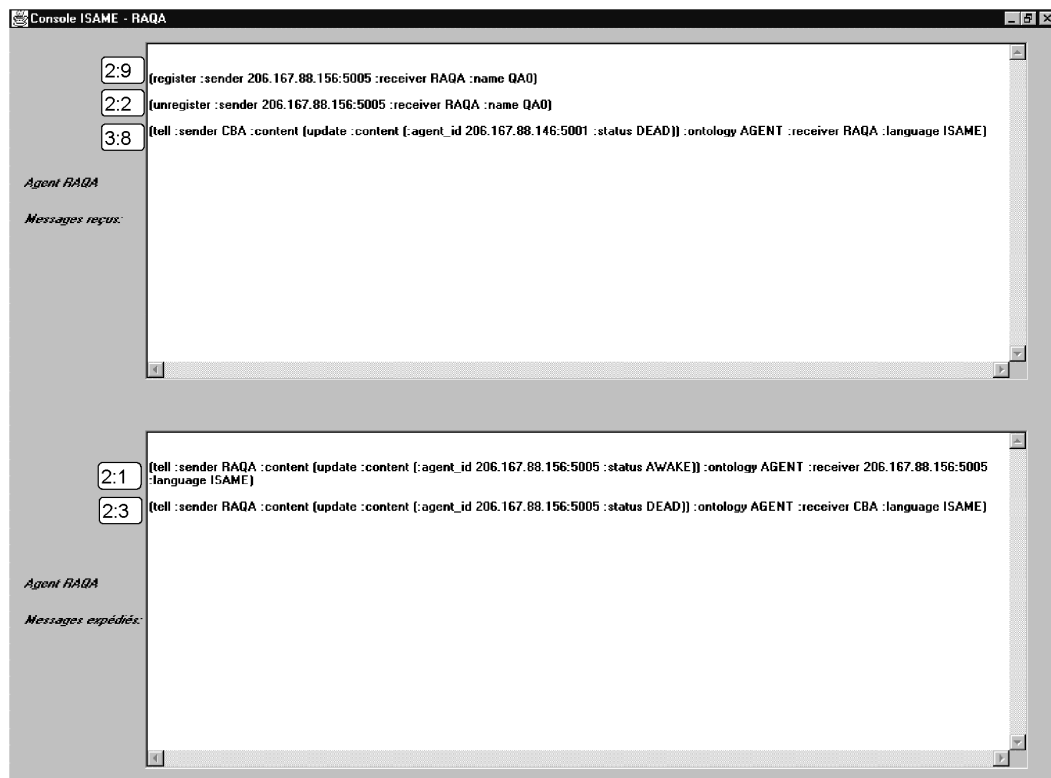 Console ISAME - RAQA
2:9
(register :sender 206.167.88.156:5005 :receiver RAQA :name QA0)
2:2
(unregister :sender 206.167.88.156:5005 :receiver RAQA :name QA0)
3:8
(tell :sender CBA :content (update :content (:agent_id 206.167.88.146:5001 :status DEAD)) :ontology AGENT :receiver RAQA :language ISAME)
Agent RAQA
Messages reçus:
2:1
(tell :sender RAQA :content (update :content (:agent_id 206.167.88.156:5005 :status AWAKE)) :ontology AGENT :receiver 206.167.88.156:5005
:language ISAME)
2:3
(tell :sender RAQA :content (update :content (:agent_id 206.167.88.156:5005 :status DEAD)) :ontology AGENT :receiver CBA :language ISAME)
Agent RAQA
Messages expédiés: